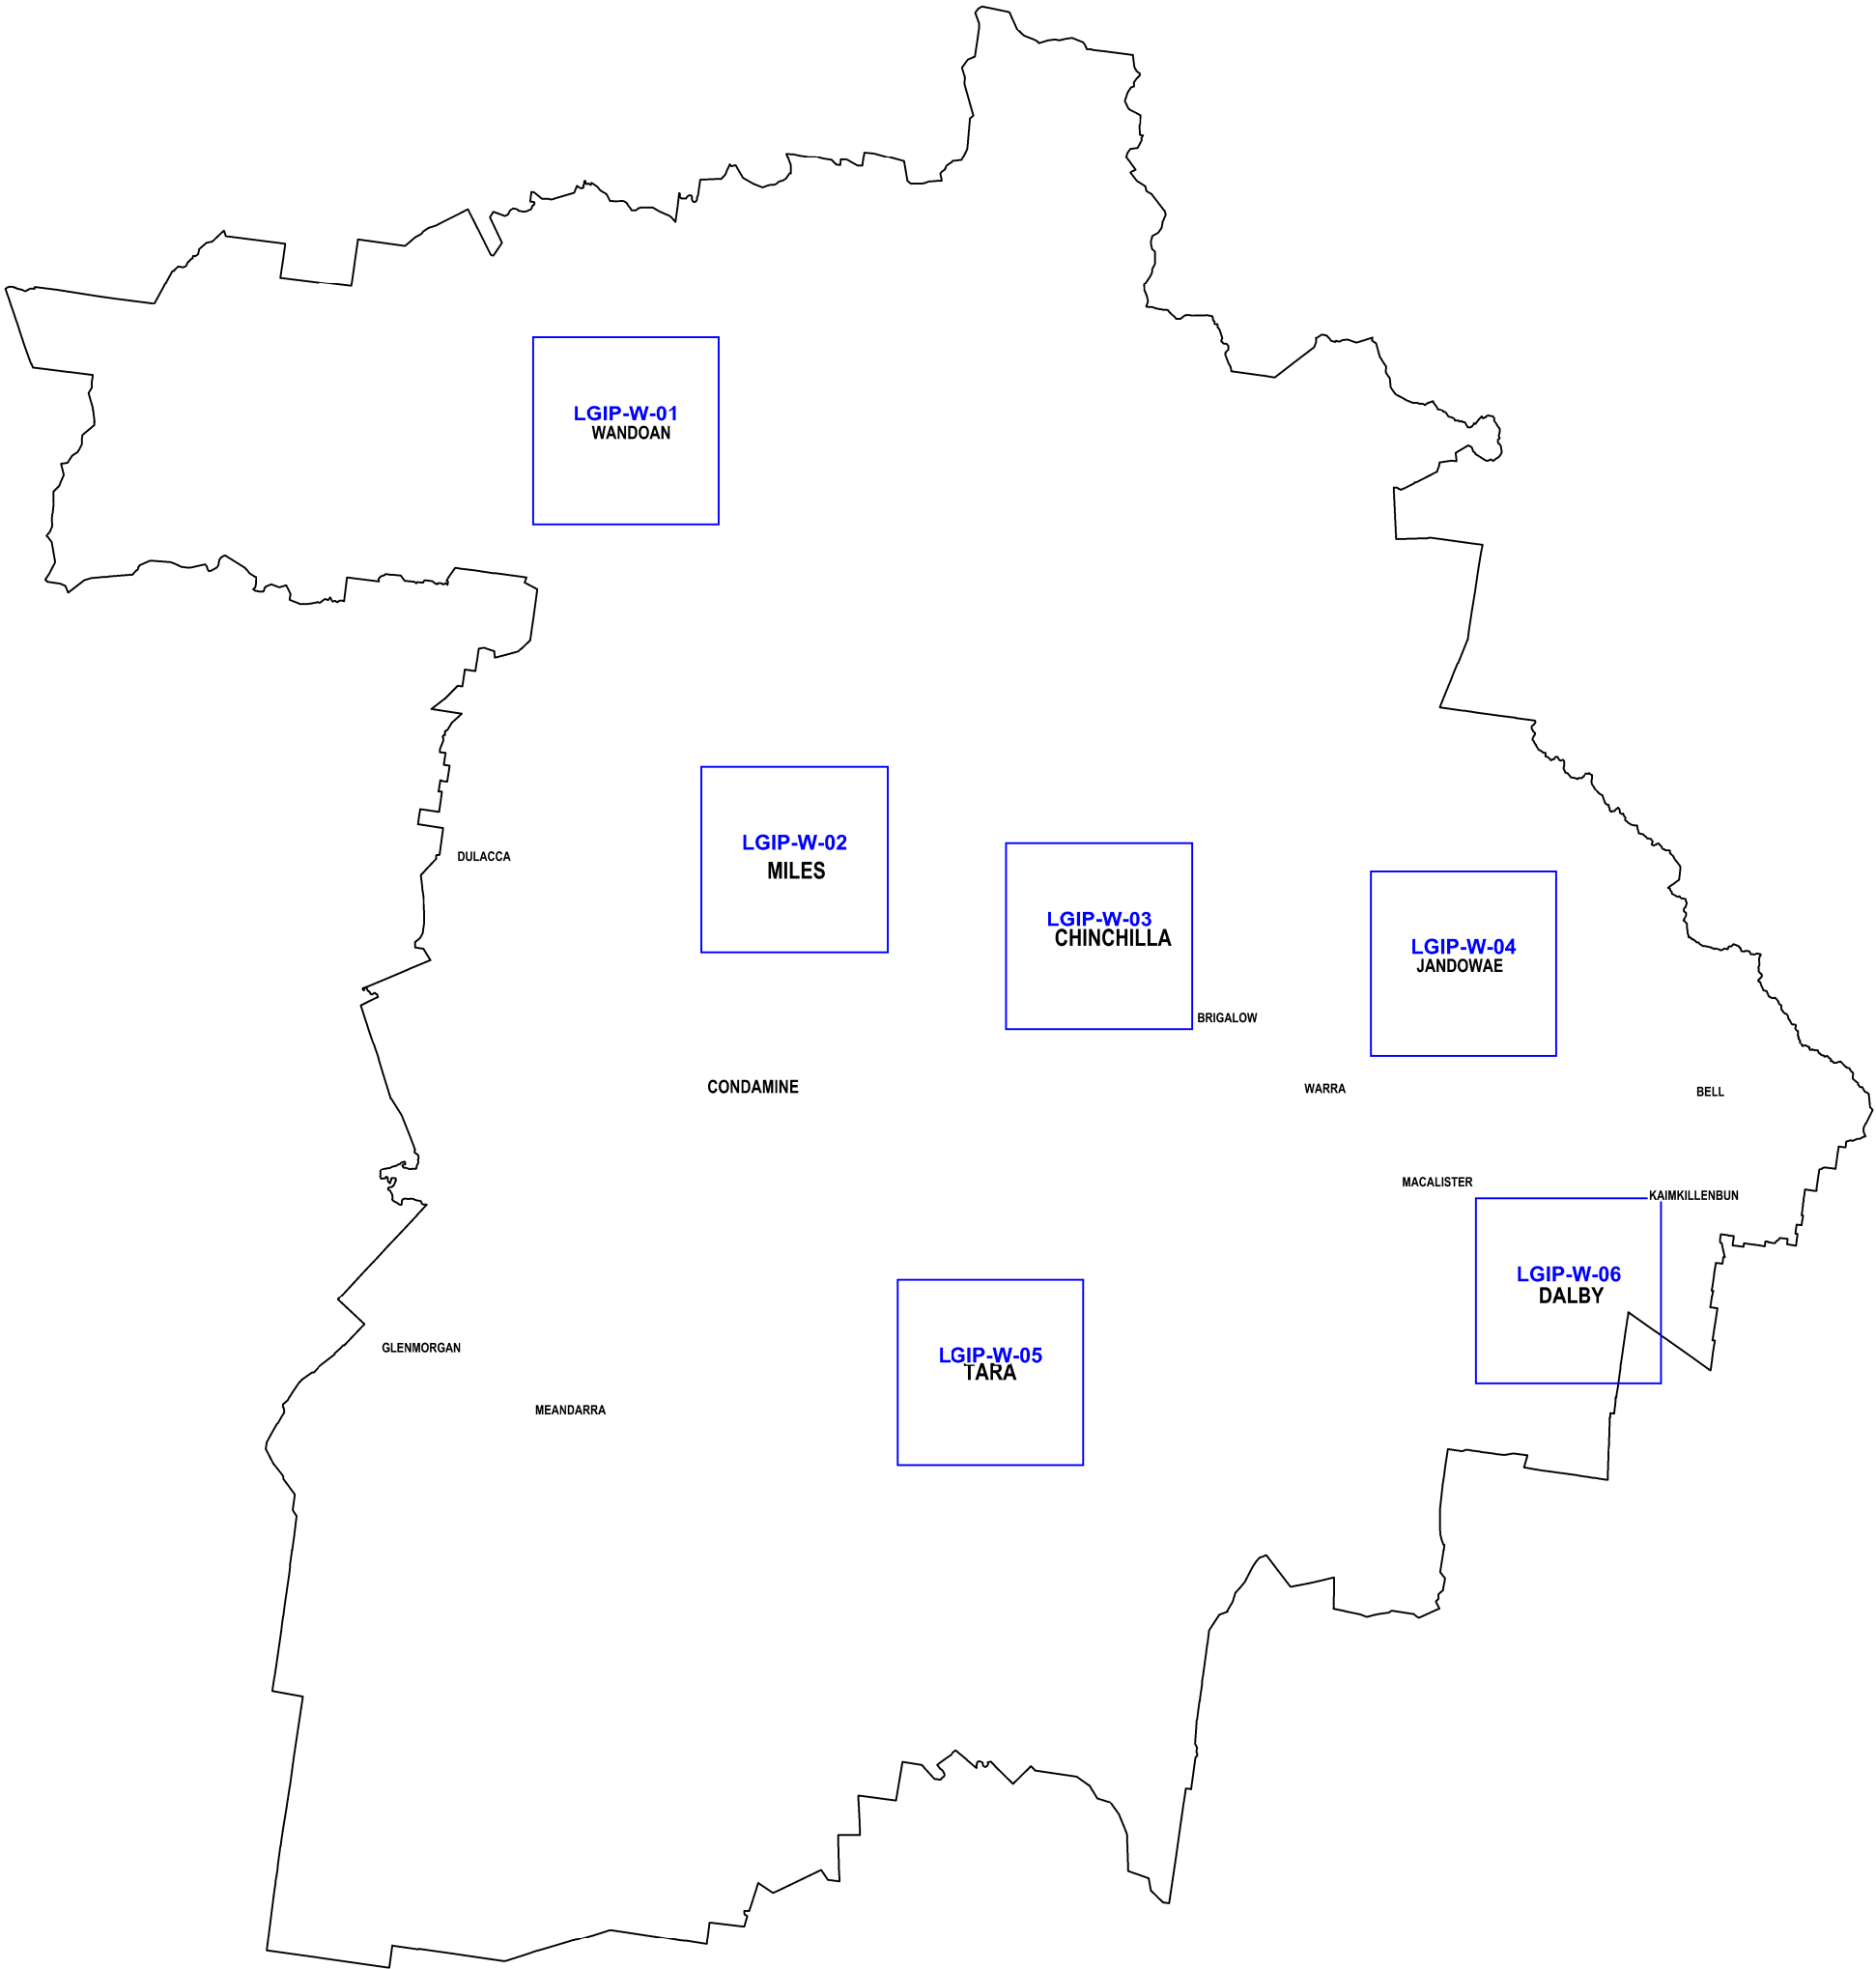 LGIP-W-01
WANDOAN
LGIP-W-02
MILES
DULACCA
LGIP-W-03
CHINCHILLA
LGIP-W-04
JANDOWAE
BRIGALOW
CONDAMINE
WARRA
BELL
MACALISTER
KAIMKILLENBUN
LGIP-W-06
DALBY
GLENMORGAN
LGIP-W-05
TARA
MEANDARRA